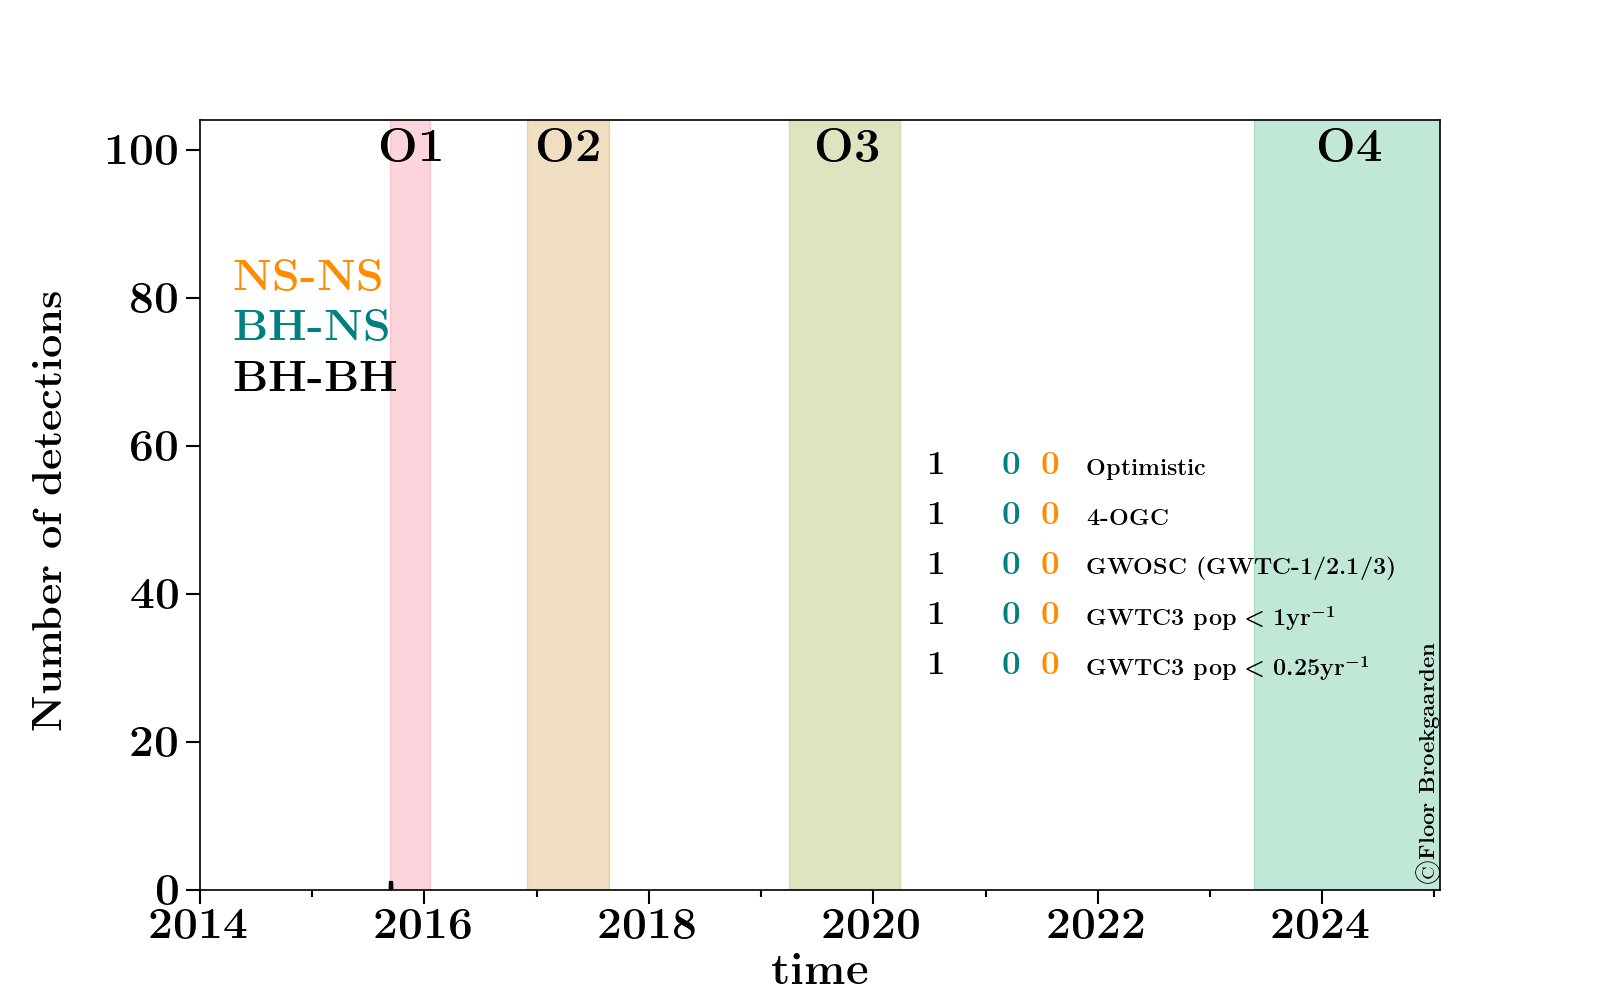 O1 O2 O3 O4
100
80
60
40
20
0
Number of detections
NS-NS
BH-NS
BH-BH
1 0 0 Optimistic
1 0 0 4-OGC
1 0 0 GWOSC (GWTC-1/2.1/3)
1 0 0 GWTC3 pop < 1yr⁻¹
1 0 0 GWTC3 pop < 0.25yr⁻¹
©Floor Broekgaarden
2014 2016 2018 2020 2022 2024
time